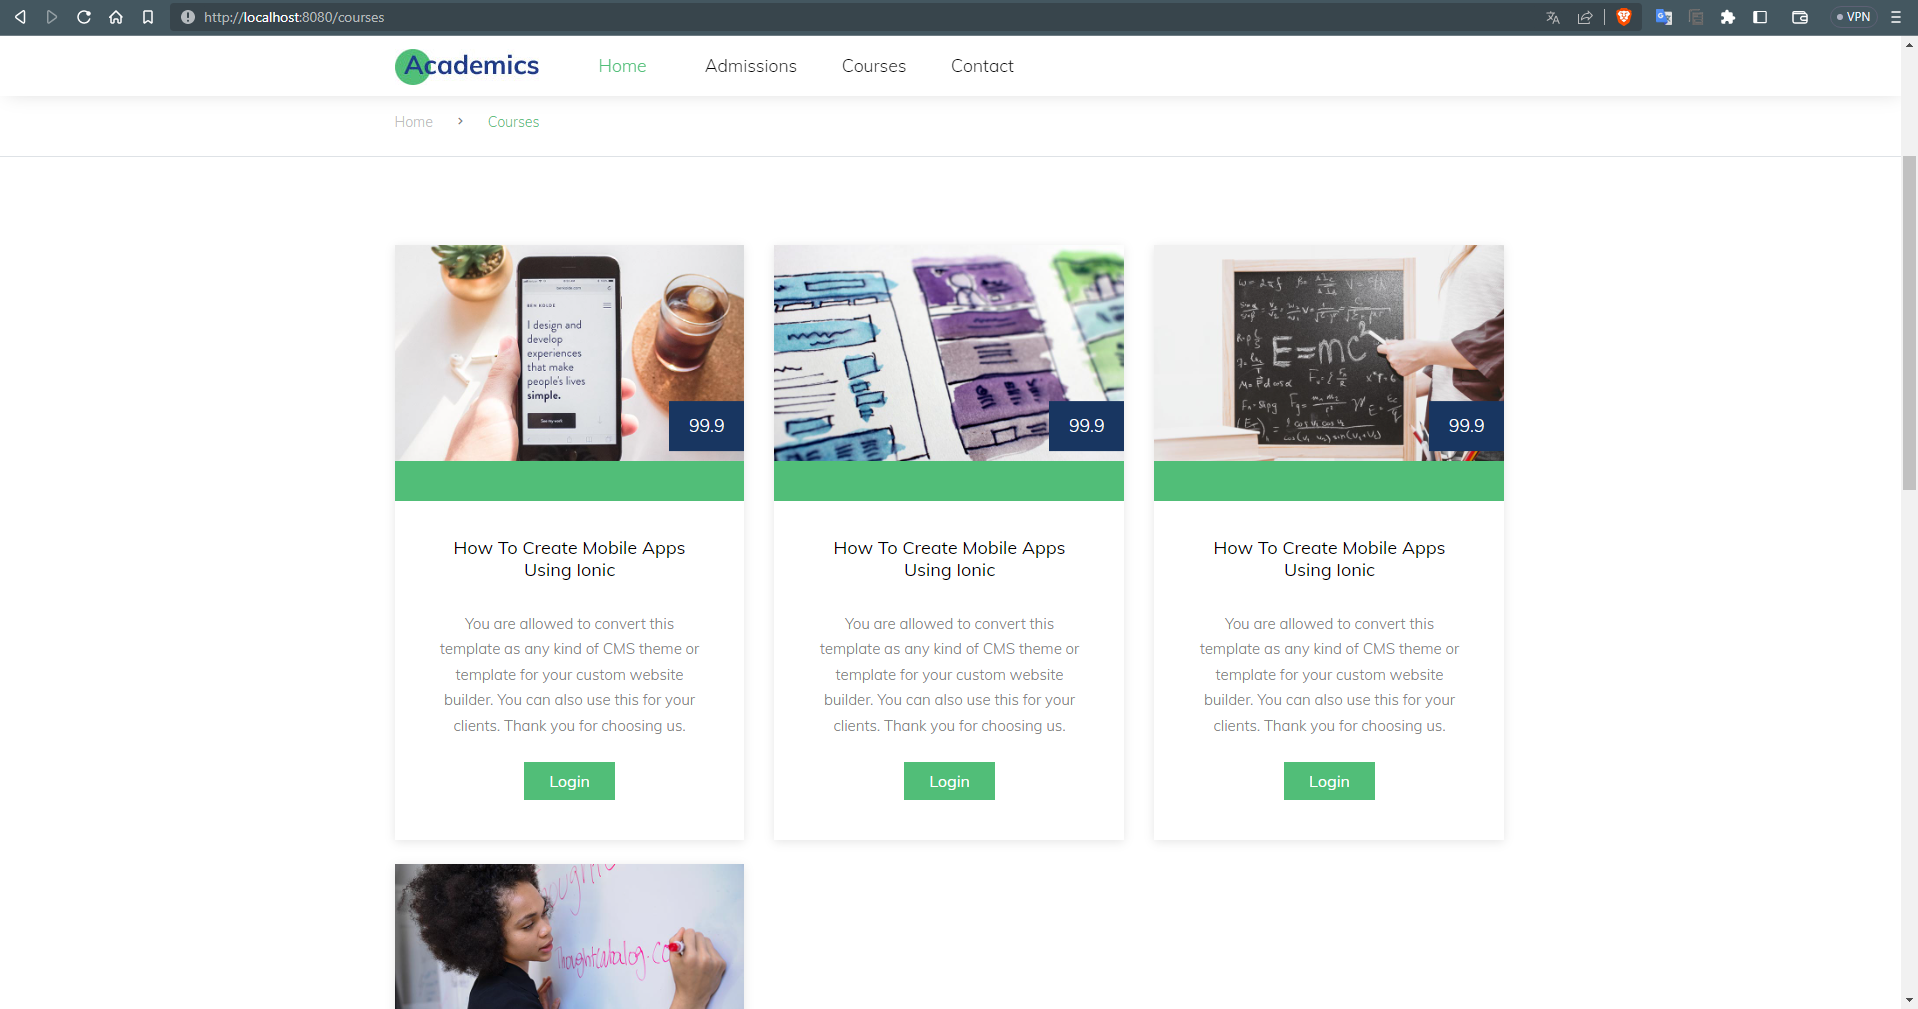 http://localhost:8080/courses
VPN
Academics
Home
Admissions
Courses
Contact
Home
Courses
BEN KOLDE
I design and
develop
experiences
that make
people's lives
simple.
See my work
99.9
99.9
E=mc²
99.9
How To Create Mobile Apps
Using Ionic
You are allowed to convert this
template as any kind of CMS theme or
template for your custom website
builder. You can also use this for your
clients. Thank you for choosing us.
Login
How To Create Mobile Apps
Using Ionic
You are allowed to convert this
template as any kind of CMS theme or
template for your custom website
builder. You can also use this for your
clients. Thank you for choosing us.
Login
How To Create Mobile Apps
Using Ionic
You are allowed to convert this
template as any kind of CMS theme or
template for your custom website
builder. You can also use this for your
clients. Thank you for choosing us.
Login